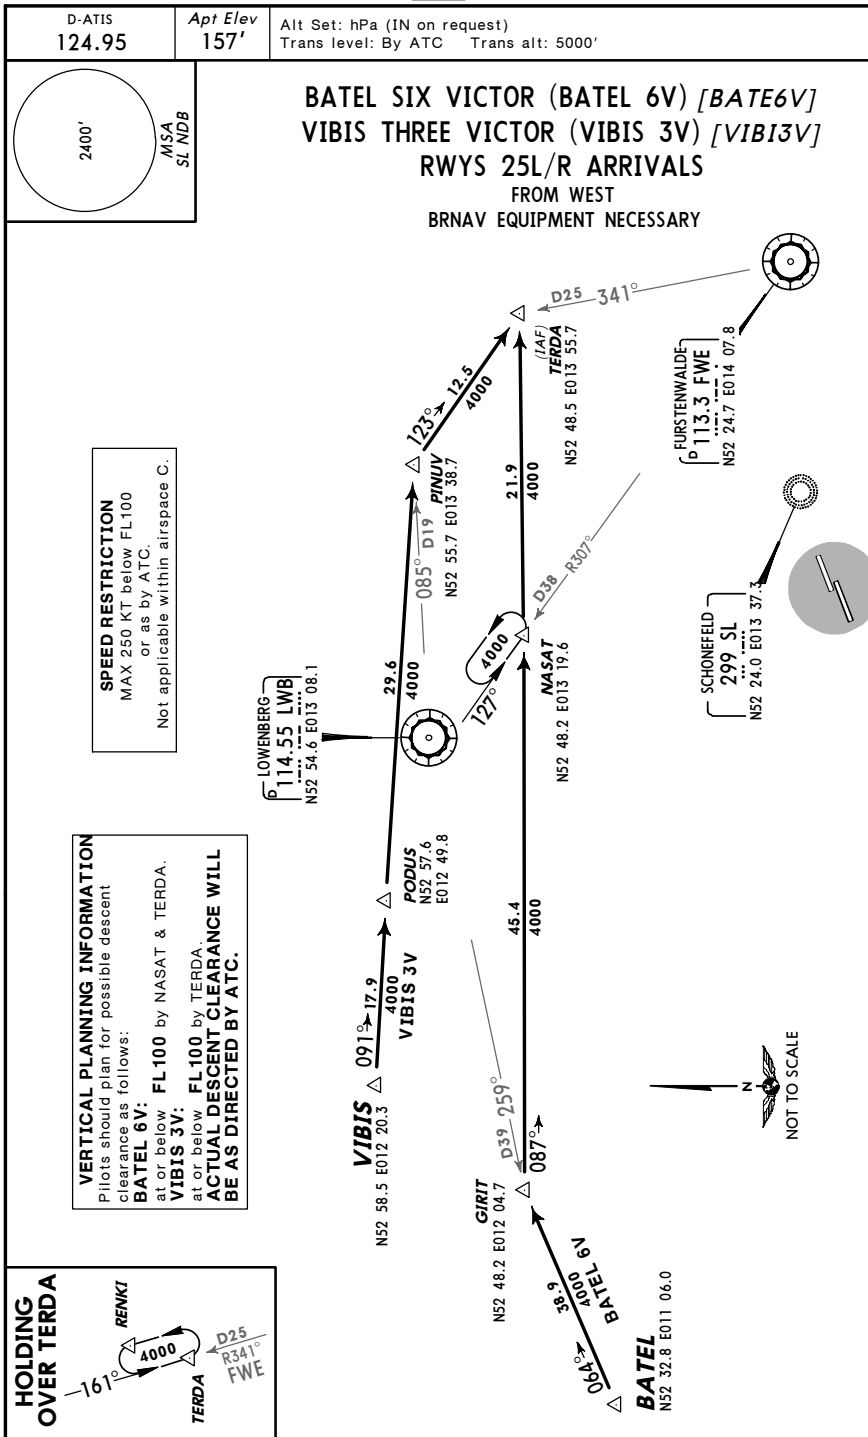 D-ATIS
124.95
Apt Elev
157'
Alt Set: hPa (IN on request)
Trans level: By ATC Trans alt: 5000'
2400'
MSA
SL NDB
BATEL SIX VICTOR (BATEL 6V) [BATE6V]
VIBIS THREE VICTOR (VIBIS 3V) [VIBI3V]
RWYS 25L/R ARRIVALS
FROM WEST
BRNAV EQUIPMENT NECESSARY
SPEED RESTRICTION
MAX 250 KT below FL100
or as by ATC.
Not applicable within airspace C.
VERTICAL PLANNING INFORMATION
Pilots should plan for possible descent
clearance as follows:
BATEL 6V:
at or below FL100 by NASAT & TERDA.
VIBIS 3V:
at or below FL100 by TERDA.
ACTUAL DESCENT CLEARANCE WILL
BE AS DIRECTED BY ATC.
HOLDING
OVER TERDA
RENKI
4000
161°
TERDA
D25
R341°
FWE
VIBIS
N52 58.5 E012 20.3
091°
17.9
4000
VIBIS 3V
PODUS
N52 57.6
E012 49.8
29.6
4000
LOWENBERG
D 114.55 LWB
N52 54.6 E013 08.1
085° D19
PINUV
N52 55.7 E013 38.7
123°
12.5
4000
(IAF)
TERDA
N52 48.5 E013 55.7
D25 341°
FURSTENWALDE
D 113.3 FWE
N52 24.7 E014 07.8
21.9
4000
D38 R307°
4000
127°
NASAT
N52 48.2 E013 19.6
SCHONEFELD
299 SL
N52 24.0 E013 37.3
45.4
4000
D39 259°
087°
GIRIT
N52 48.2 E012 04.7
38.9
4000
BATEL 6V
064°
BATEL
N52 32.8 E011 06.0
N
NOT TO SCALE